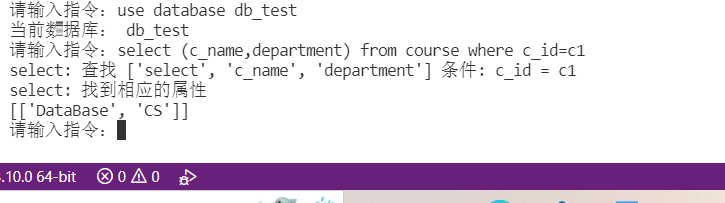 请输入指令：use database db_test
当前数据库： db_test
请输入指令：select (c_name,department) from course where c_id=c1
select: 查找 ['select', 'c_name', 'department'] 条件: c_id = c1
select: 找到相应的属性
[['DataBase', 'CS']]
请输入指令：
.10.0 64-bit 0 0